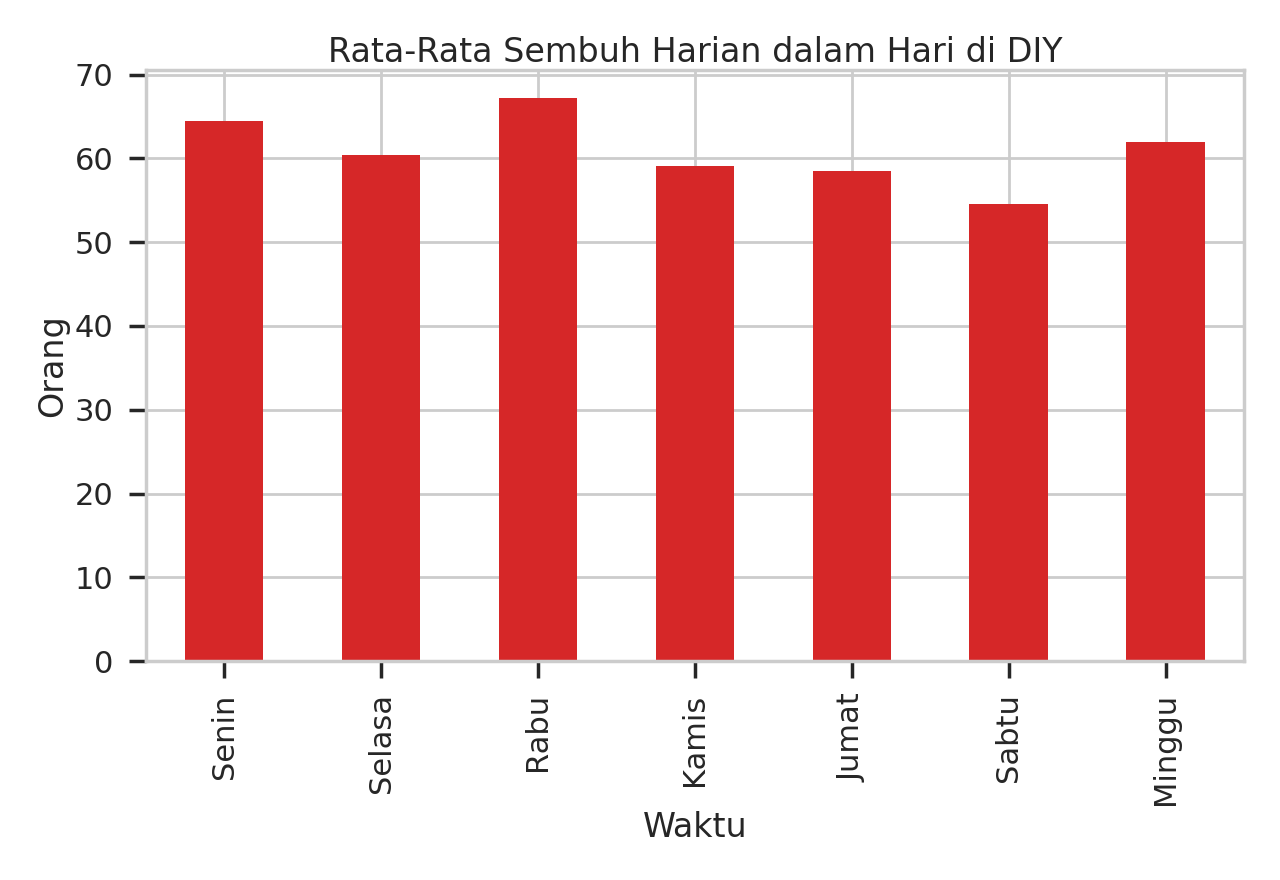 Rata-Rata Sembuh Harian dalam Hari di DIY
70
60
50
40
30
20
10
0
Orang
Senin
Selasa
Rabu
Kamis
Jumat
Sabtu
Minggu
Waktu